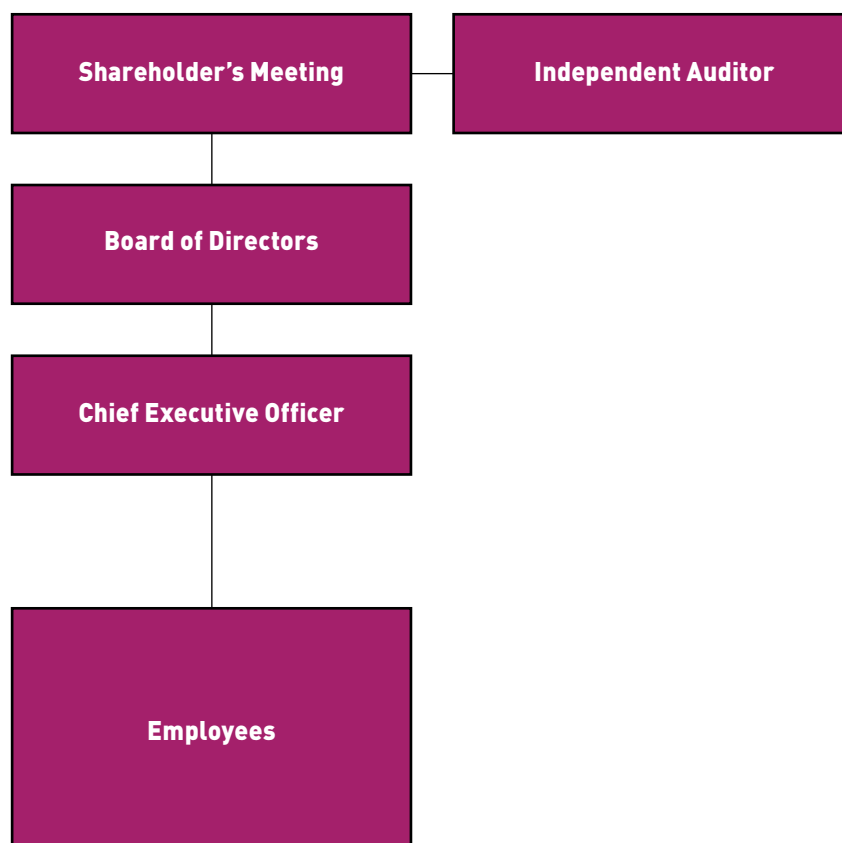 Shareholder’s Meeting
Independent Auditor
Board of Directors
Chief Executive Officer
Employees